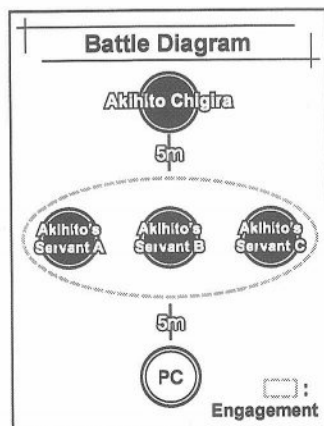 Battle Diagram
Akihito Chigira
5m
Akihito's Akihito's Akihito's
Servant A Servant B Servant C
5m
PC
:
Engagement